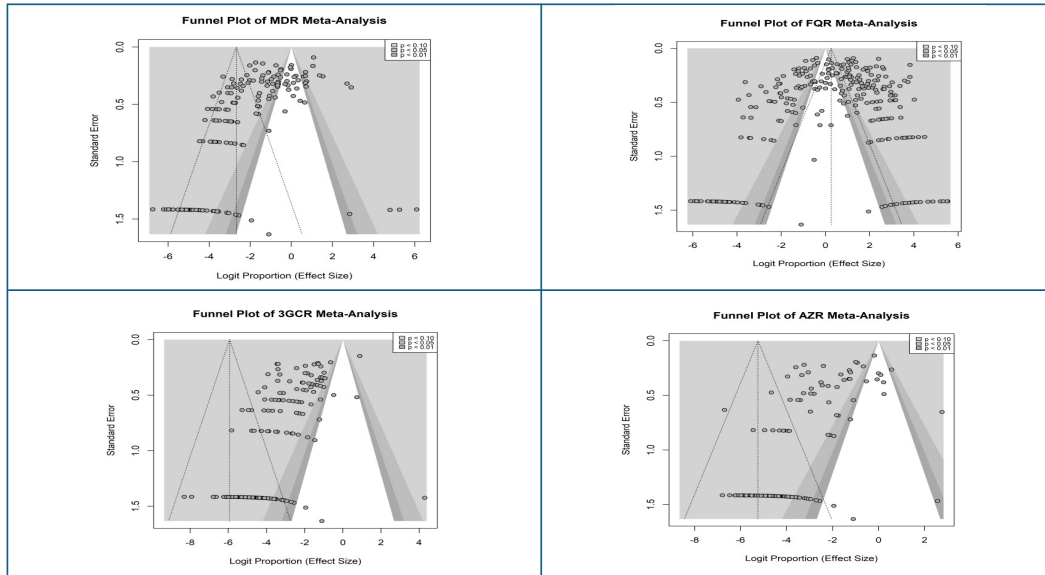 Funnel Plot of MDR Meta-Analysis
p < 0.10
p < 0.05
p < 0.01
Standard Error
0.0
0.5
1.0
1.5
-6 -4 -2 0 2 4 6
Logit Proportion (Effect Size)
Funnel Plot of FQR Meta-Analysis
p < 0.10
p < 0.05
p < 0.01
Standard Error
0.0
0.5
1.0
1.5
-6 -4 -2 0 2 4 6
Logit Proportion (Effect Size)
Funnel Plot of 3GCR Meta-Analysis
p < 0.10
p < 0.05
p < 0.01
Standard Error
0.0
0.5
1.0
1.5
-8 -6 -4 -2 0 2 4
Logit Proportion (Effect Size)
Funnel Plot of AZR Meta-Analysis
p < 0.10
p < 0.05
p < 0.01
Standard Error
0.0
0.5
1.0
1.5
-8 -6 -4 -2 0 2
Logit Proportion (Effect Size)